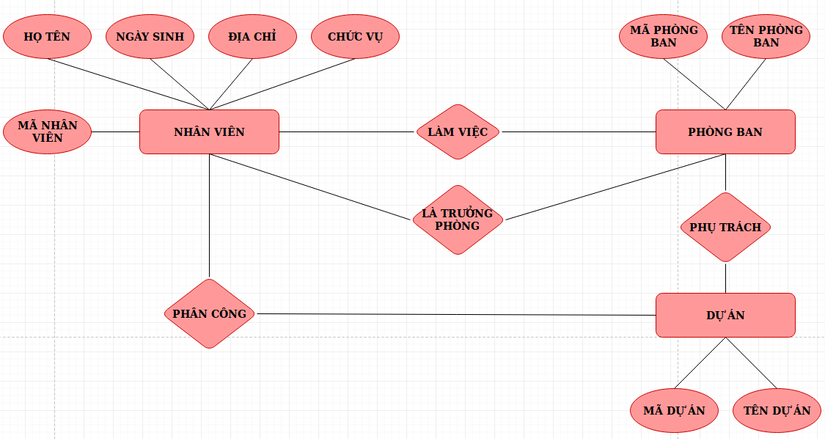 HỌ TÊN
NGÀY SINH
ĐỊA CHỈ
CHỨC VỤ
MÃ PHÒNG
BAN
TÊN PHÒNG
BAN
MÃ NHÂN
VIÊN
NHÂN VIÊN
LÀM VIỆC
PHÒNG BAN
LÀ TRƯỞNG
PHÒNG
PHỤ TRÁCH
PHÂN CÔNG
DỰ ÁN
MÃ DỰ ÁN
TÊN DỰ ÁN